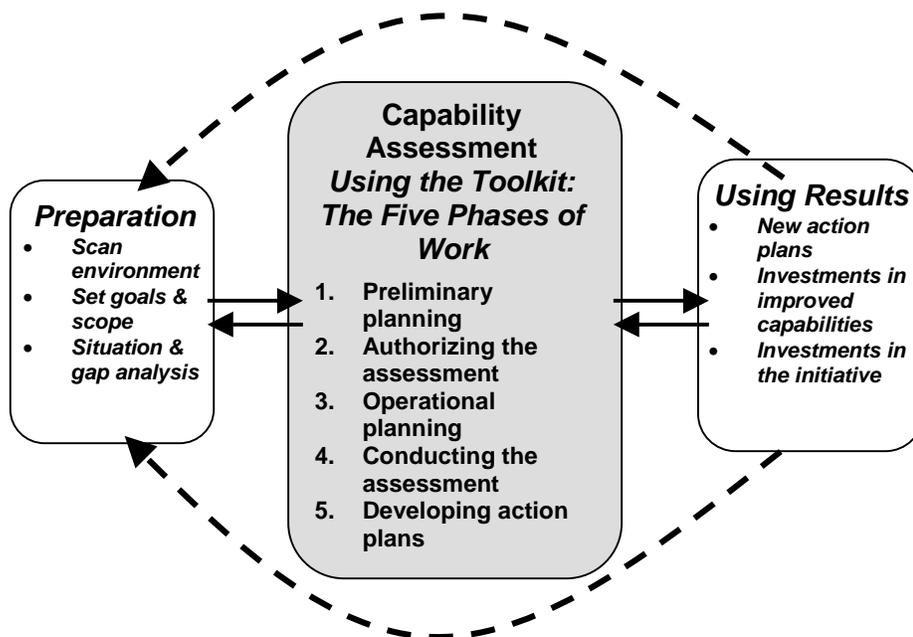 Preparation
• Scan
environment
• Set goals &
scope
• Situation &
gap analysis
Capability
Assessment
Using the Toolkit:
The Five Phases of
Work
1. Preliminary
planning
2. Authorizing the
assessment
3. Operational
planning
4. Conducting the
assessment
5. Developing action
plans
Using Results
• New action
plans
• Investments in
improved
capabilities
• Investments in
the initiative